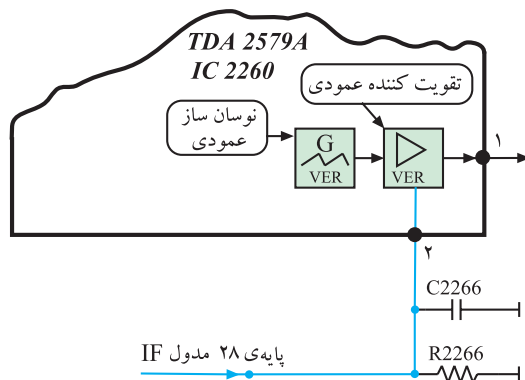 TDA 2579A
IC 2260
تقویت کننده عمودی
نوسان ساز
عمودی
G
VER
VER
۱
۲
C2266
R2266
پایه‌ی ۲۸ مدول IF